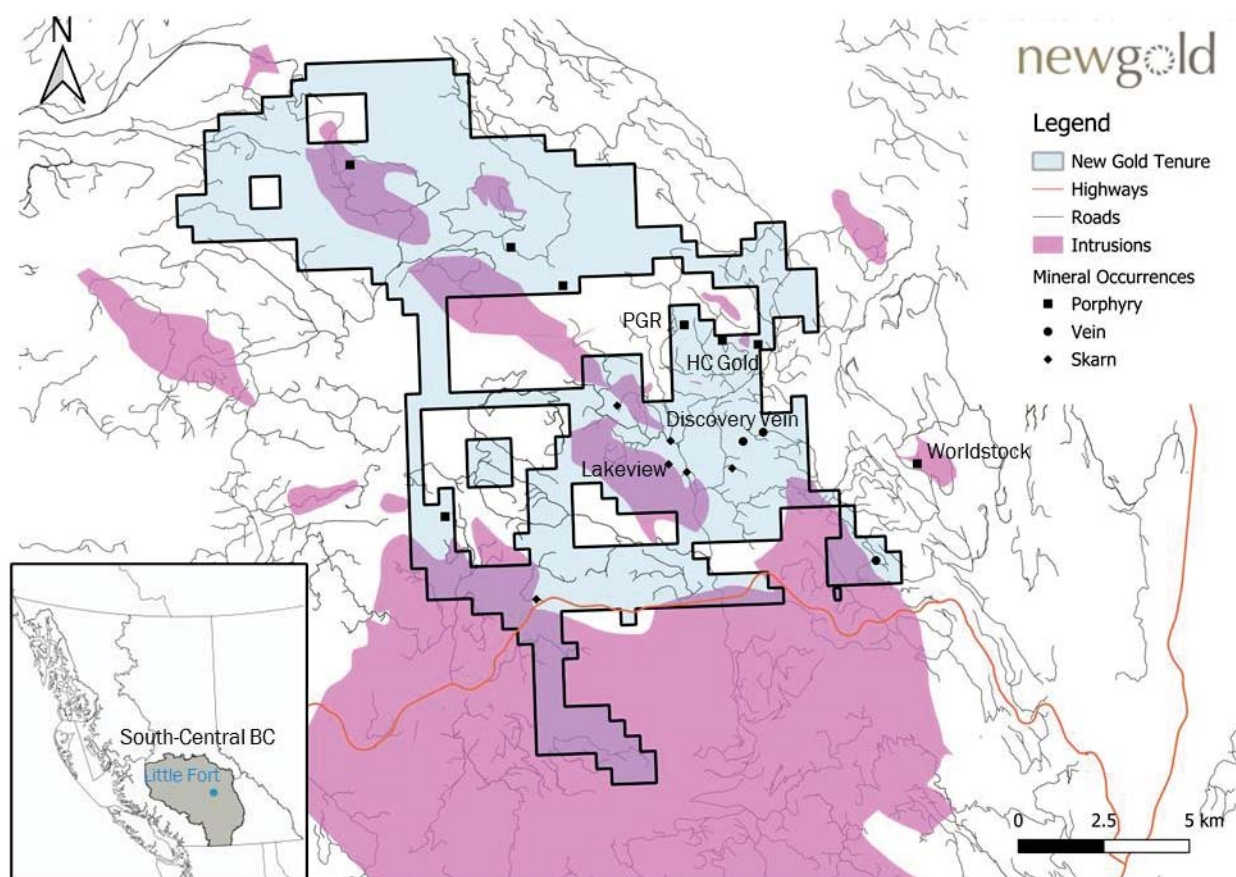 N
newgold
Legend
New Gold Tenure
Highways
Roads
Intrusions
Mineral Occurrences
Porphyry
Vein
Skarn
PGR
HC Gold
Discovery Vein
Lakeview
Worldstock
South-Central BC
Little Fort
0 2.5 5 km